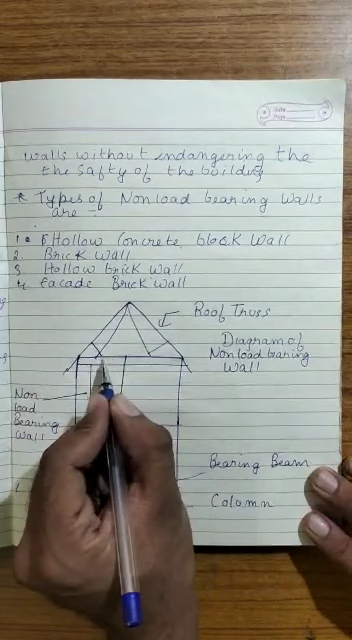 walls without endangering the
the Safty of the building
* Types of Non load bearing Walls
are :-
1. Hollow Concrete block Wall
2. Brick Wall
3 Hollow brick Wall
4. Facade Brick Wall
Roof Truss
Diagram of
Non load bearing
Wall
Non
load
Bearing
Wall
Bearing Beam
Column